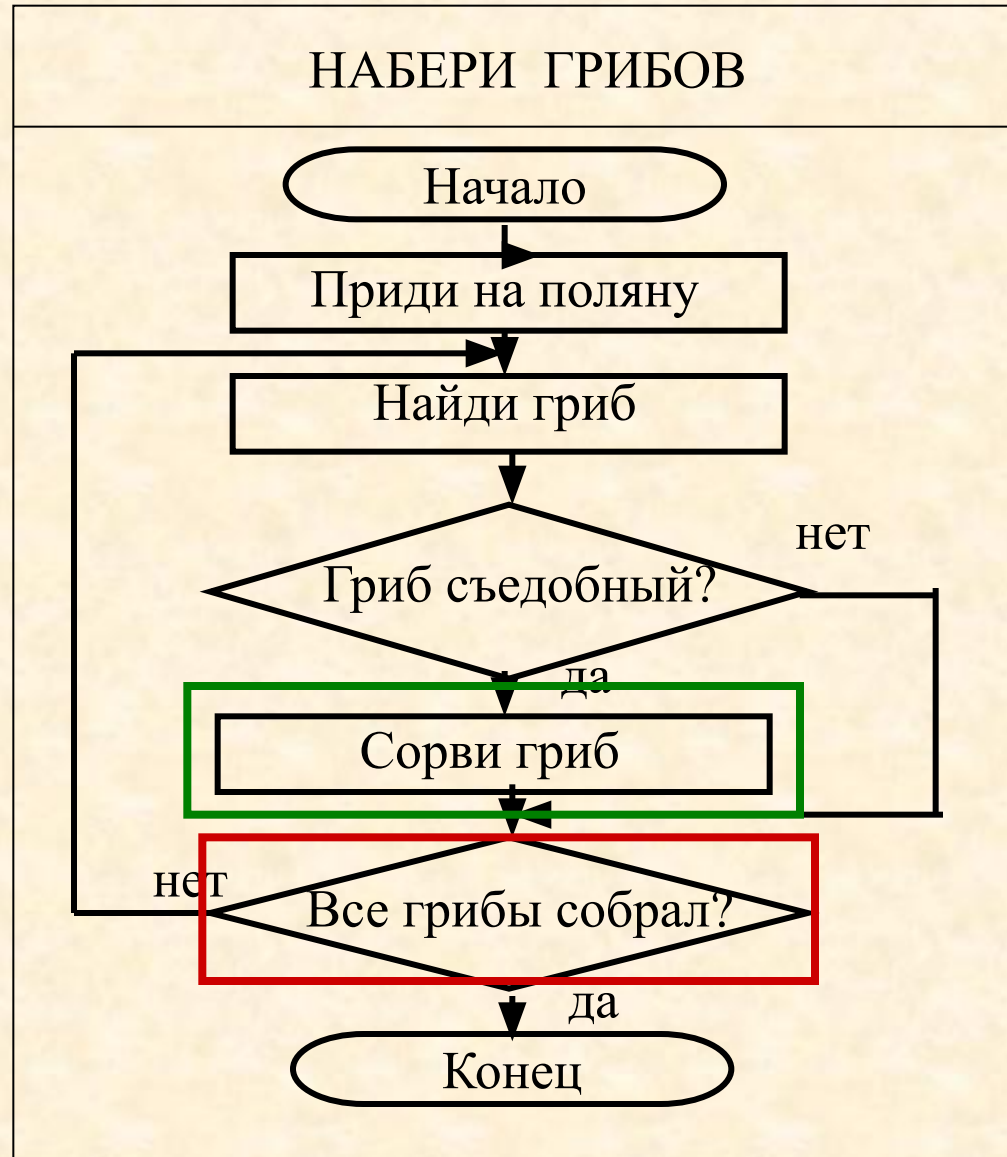 НАБЕРИ ГРИБОВ
Начало
Приди на поляну
Найди гриб
нет
Гриб съедобный?
да
Сорви гриб
нет
Все грибы собрал?
да
Конец